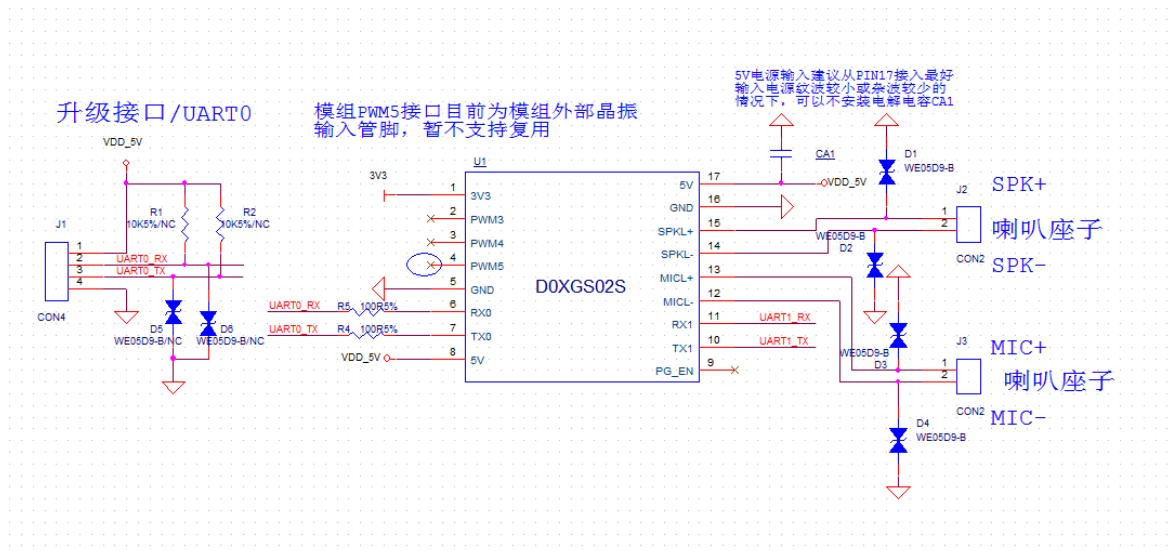 5V电源输入建议从PIN17接入最好
输入电源纹波较小或杂波较少的
情况下，可以不安装电解电容CA1
升级接口/UART0
模组PWM5接口目前为模组外部晶振
输入管脚，暂不支持复用
VDD_5V
R1
10K5%/NC
R2
10K5%/NC
J1
1
2
3
4
UART0_RX
UART0_TX
CON4
D5
WE05D9-B/NC
D6
WE05D9-B/NC
3V3
U1
1
2
3
4
5
6
7
8
3V3
PWM3
PWM4
PWM5
GND
RX0
TX0
5V
UART0_RX
R5
100R5%
UART0_TX
R4
100R5%
VDD_5V
D0XGS02S
5V
GND
SPKL+
SPKL-
MICL+
MICL-
RX1
TX1
PG_EN
17
16
15
14
13
12
11
10
9
CA1
VDD_5V
UART1_RX
UART1_TX
D1
WE05D9-B
WE05D9-B
D2
J2
1
2
CON2
SPK+
喇叭座子
SPK-
WE05D9-B
D3
D4
WE05D9-B
J3
1
2
CON2
MIC+
喇叭座子
MIC-